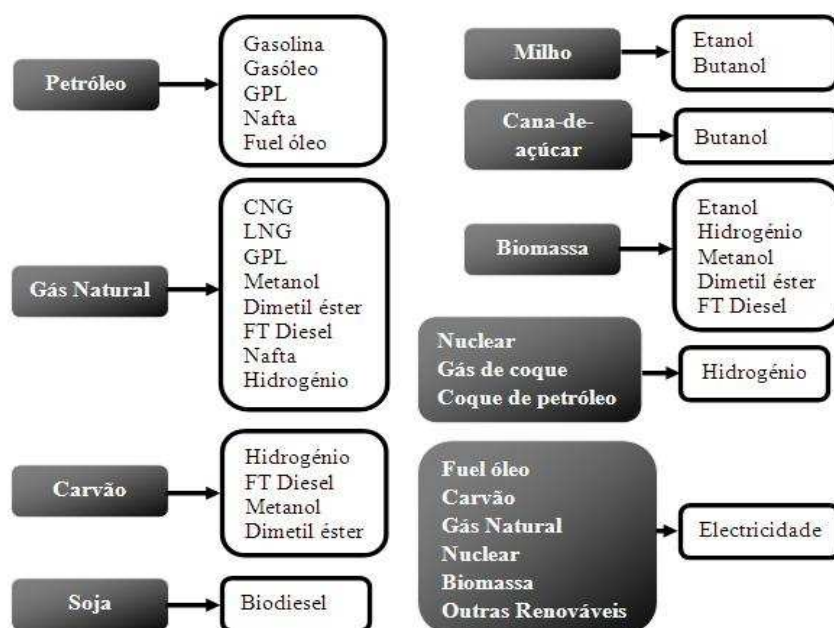 Petróleo
Gasolina
Gasóleo
GPL
Nafta
Fuel óleo
Gás Natural
CNG
LNG
GPL
Metanol
Dimetil éster
FT Diesel
Nafta
Hidrogénio
Carvão
Hidrogénio
FT Diesel
Metanol
Dimetil éster
Soja
Biodiesel
Milho
Etanol
Butanol
Cana-de-
açúcar
Butanol
Biomassa
Etanol
Hidrogénio
Metanol
Dimetil éster
FT Diesel
Nuclear
Gás de coque
Coque de petróleo
Hidrogénio
Fuel óleo
Carvão
Gás Natural
Nuclear
Biomassa
Outras Renováveis
Electricidade